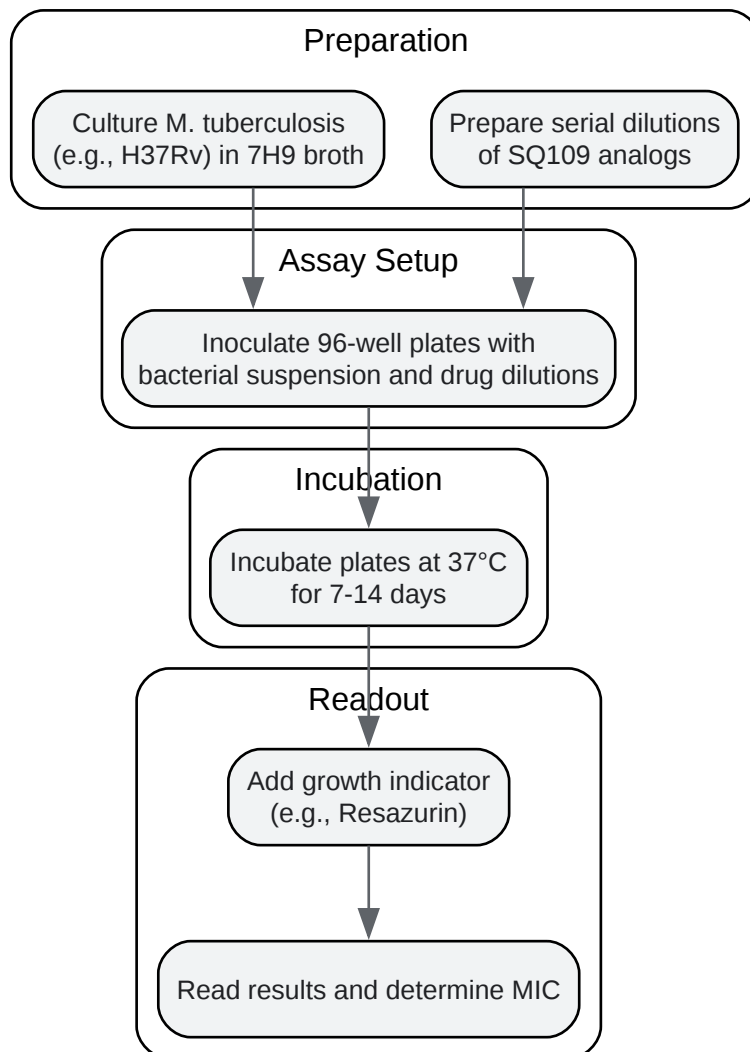 Preparation
Culture M. tuberculosis
(e.g., H37Rv) in 7H9 broth
Prepare serial dilutions
of SQ109 analogs
Assay Setup
Inoculate 96-well plates with
bacterial suspension and drug dilutions
Incubation
Incubate plates at 37°C
for 7-14 days
Readout
Add growth indicator
(e.g., Resazurin)
Read results and determine MIC